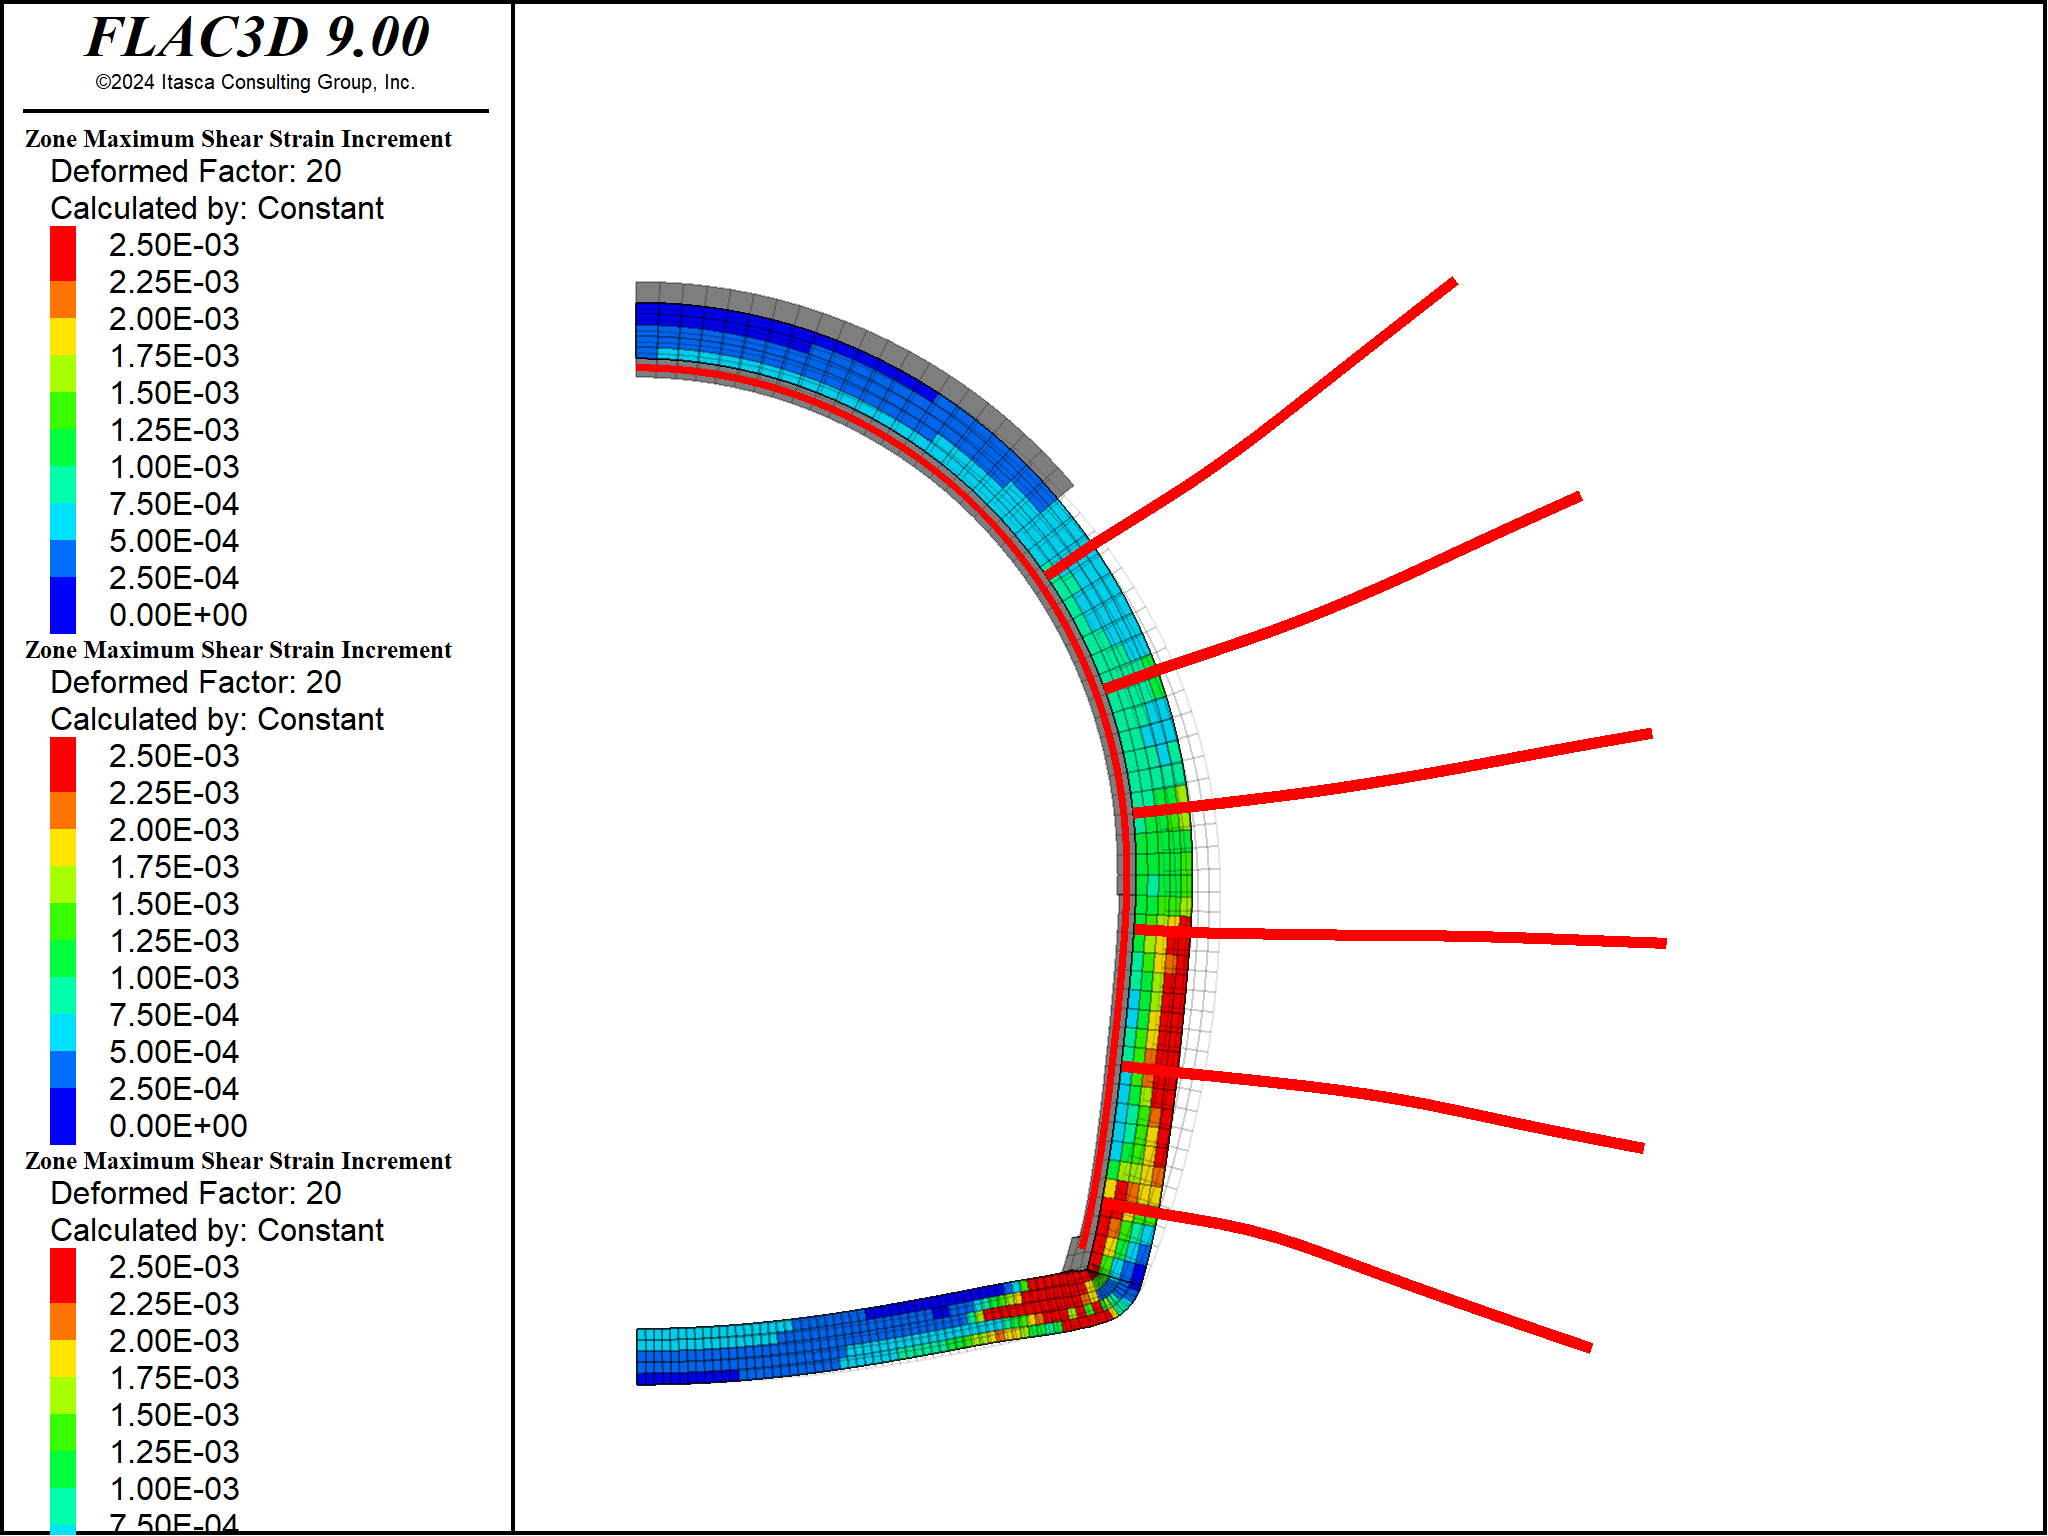 FLAC3D 9.00
©2024 Itasca Consulting Group, Inc.
Zone Maximum Shear Strain Increment
Deformed Factor: 20
Calculated by: Constant
2.50E-03
2.25E-03
2.00E-03
1.75E-03
1.50E-03
1.25E-03
1.00E-03
7.50E-04
5.00E-04
2.50E-04
0.00E+00
Zone Maximum Shear Strain Increment
Deformed Factor: 20
Calculated by: Constant
2.50E-03
2.25E-03
2.00E-03
1.75E-03
1.50E-03
1.25E-03
1.00E-03
7.50E-04
5.00E-04
2.50E-04
0.00E+00
Zone Maximum Shear Strain Increment
Deformed Factor: 20
Calculated by: Constant
2.50E-03
2.25E-03
2.00E-03
1.75E-03
1.50E-03
1.25E-03
1.00E-03
7.50E-04